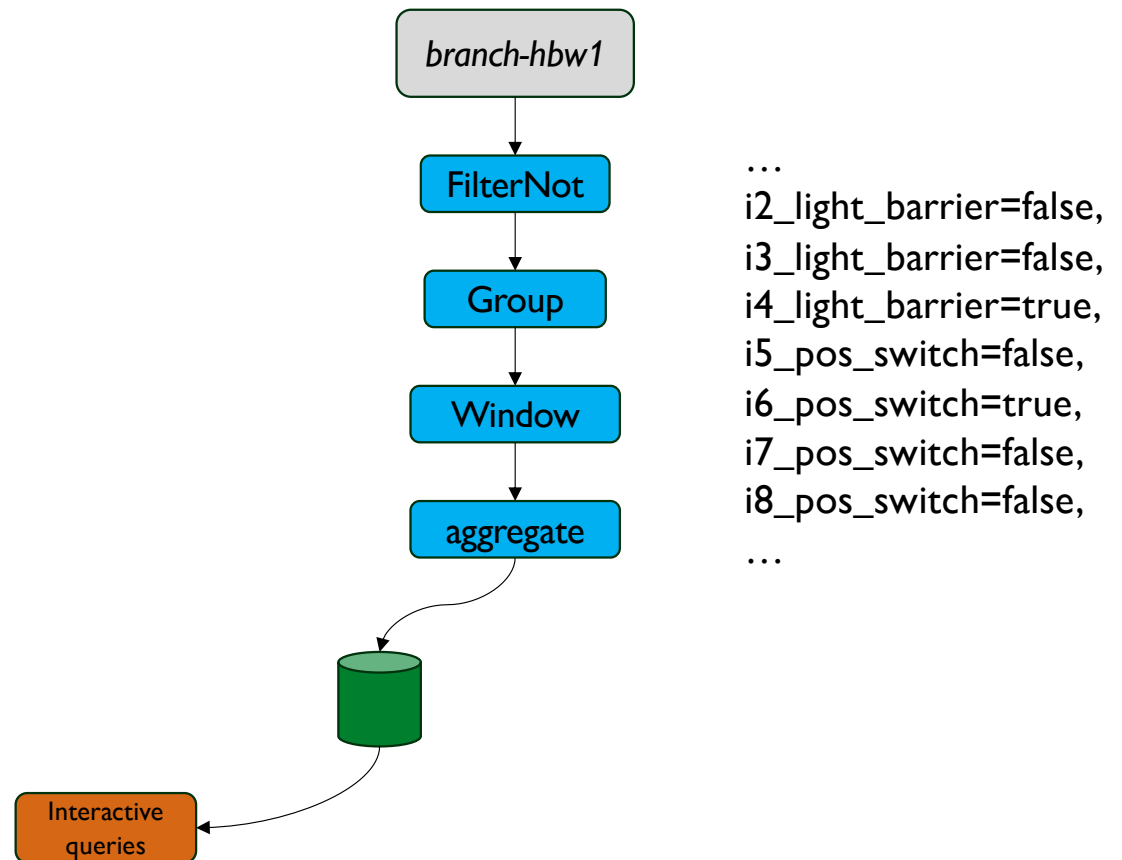 branch-hbw1
FilterNot
Group
Window
aggregate
Interactive
queries
…
i2_light_barrier=false,
i3_light_barrier=false,
i4_light_barrier=true,
i5_pos_switch=false,
i6_pos_switch=true,
i7_pos_switch=false,
i8_pos_switch=false,
…